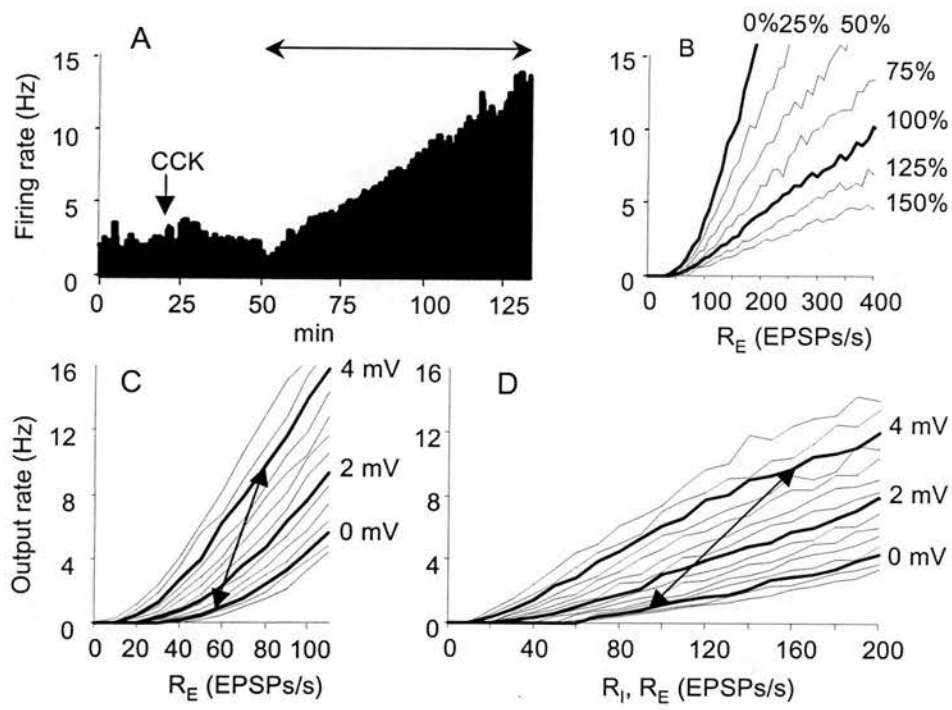 A
Firing rate (Hz)
15
10
5
0
CCK
0 25 50 75 100 125
min
B
0% 25% 50%
75%
100%
125%
150%
15
10
5
0
0 100 200 300 400
R_E (EPSPs/s)
C
Output rate (Hz)
16
12
8
4
0
4 mV
2 mV
0 mV
0 20 40 60 80 100
R_E (EPSPs/s)
D
16
12
8
4
0
4 mV
2 mV
0 mV
0 40 80 120 160 200
R_I, R_E (EPSPs/s)